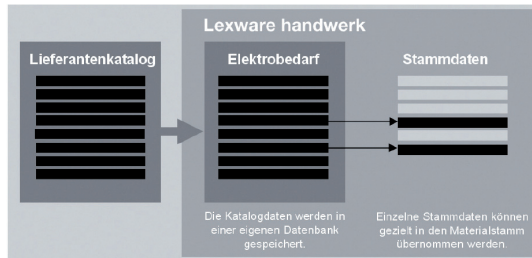 Lexware handwerk
Lieferantenkatalog
Elektrobedarf
Stammdaten
Die Katalogdaten werden in
einer eigenen Datenbank
gespeichert.
Einzelne Stammdaten können
gezielt in den Materialstamm
übernommen werden.